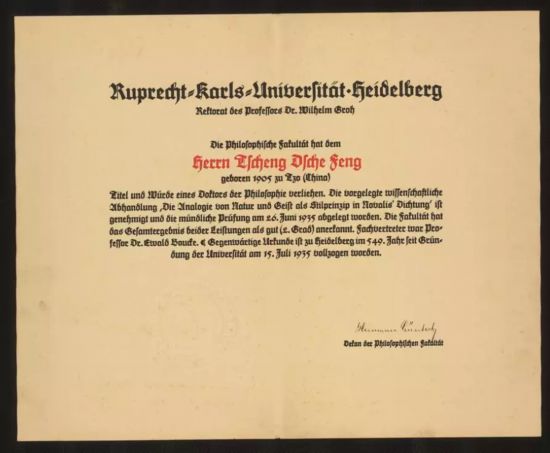 Ruprecht-Karls-Universität·Heidelberg
Rektorat des Professors Dr. Wilhelm Groh
Die Philosophische Fakultät hat dem
Herrn Tscheng Dsche Feng
geboren 1905 zu Tzo (China)
Titel und Würde eines Doktors der Philosophie verliehen. Die vorgelegte wissenschaftliche
Abhandlung ‚Die Analogie von Natur und Geist als Stilprinzip in Novalis' Dichtung' ist
genehmigt und die mündliche Prüfung am 26. Juni 1935 abgelegt worden. Die Fakultät hat
das Gesamtergebnis beider Leistungen als gut (2. Grad) anerkannt. Fachvertreter war Pro-
fessor Dr. Ewald Boucke. Gegenwärtige Urkunde ist zu Heidelberg im 549. Jahr seit Grün-
dung der Universität am 15. Juli 1935 vollzogen worden.
Hermann Güntert
Dekan der Philosophischen Fakultät